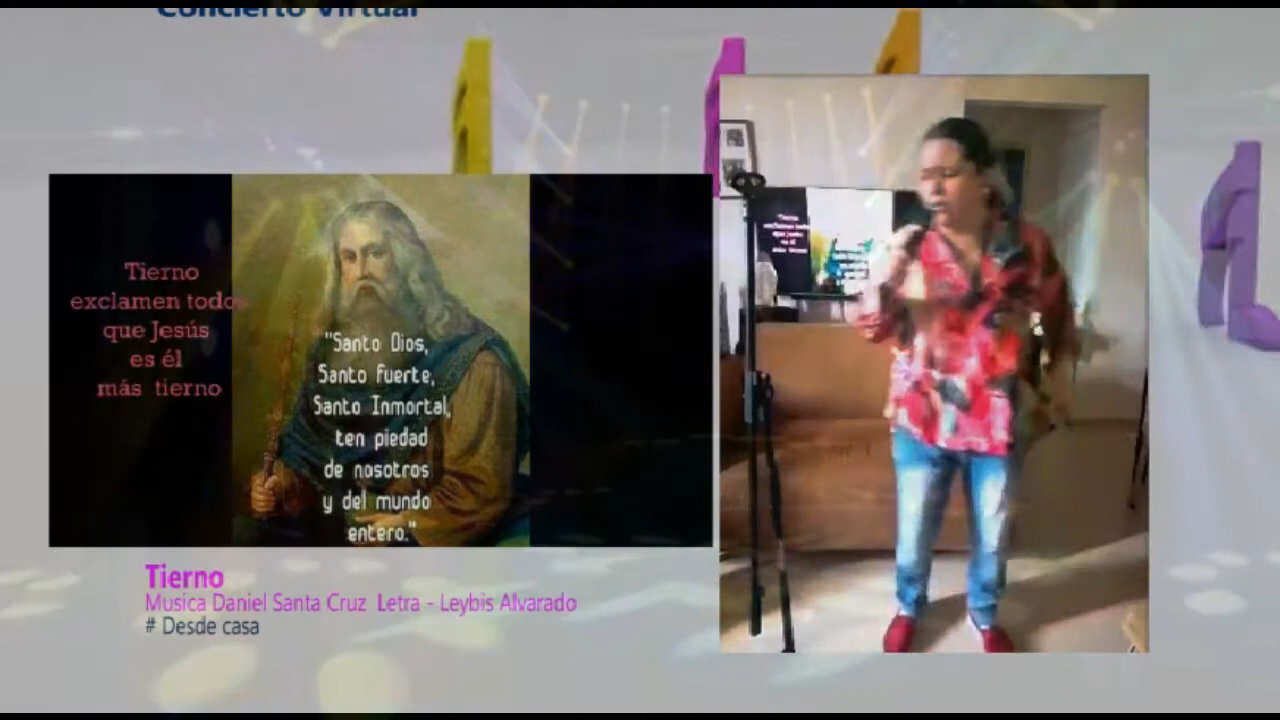 Concierto Virtual
Tierno
exclamen todos
que Jesús
es él
más tierno
"Santo Dios,
Santo fuerte,
Santo Inmortal,
ten piedad
de nosotros
y del mundo
entero."
Tierno
Musica Daniel Santa Cruz Letra - Leybis Alvarado
# Desde casa